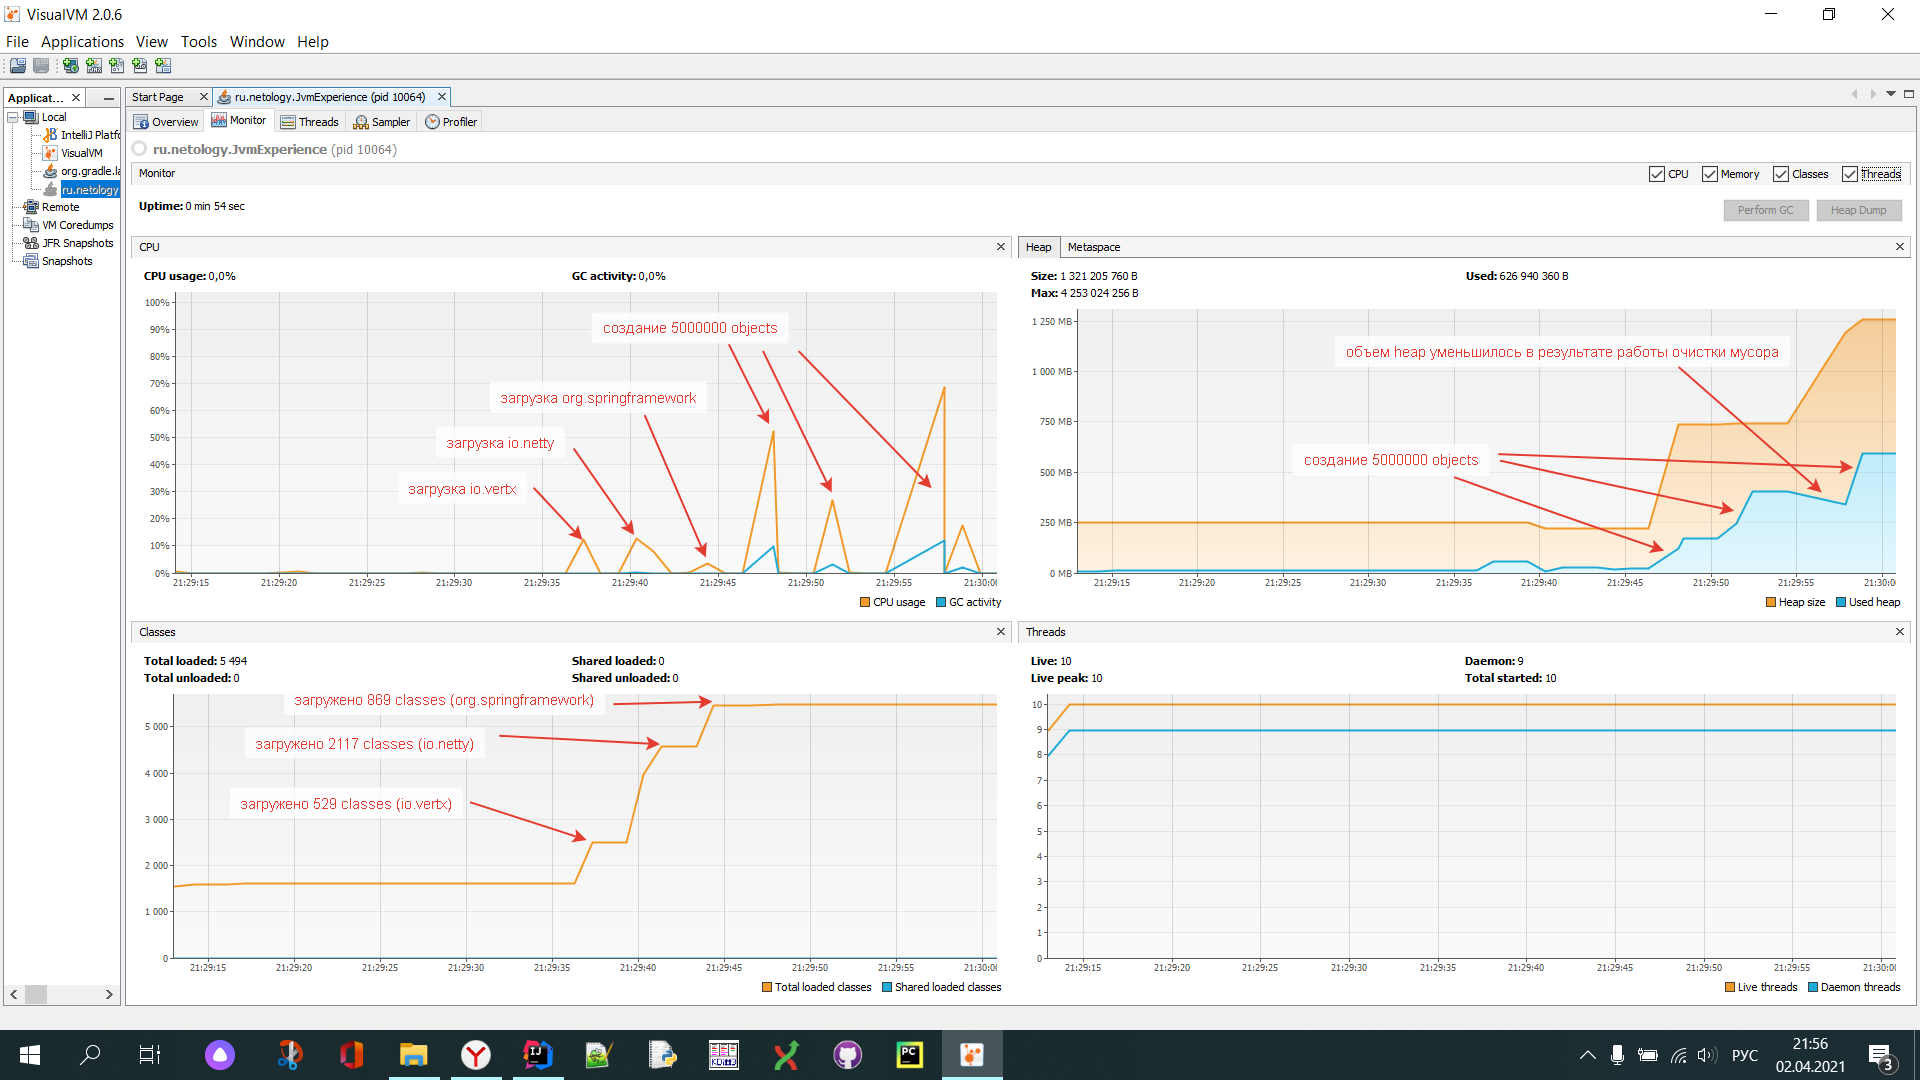 VisualVM 2.0.6
File Applications View Tools Window Help
Applicat...
Start Page
ru.netology.JvmExperience (pid 10064)
Local
IntelliJ Platfo
VisualVM
org.gradle.la
ru.netology
Remote
VM Coredumps
JFR Snapshots
Snapshots
Overview Monitor Threads Sampler Profiler
ru.netology.JvmExperience (pid 10064)
Monitor
CPU Memory Classes Threads
Uptime: 0 min 54 sec
Perform GC Heap Dump
CPU
CPU usage: 0,0% GC activity: 0,0%
100%
90%
80%
70%
60%
50%
40%
30%
20%
10%
0%
создание 5000000 objects
загрузка org.springframework
загрузка io.netty
загрузка io.vertx
21:29:15 21:29:20 21:29:25 21:29:30 21:29:35 21:29:40 21:29:45 21:29:50 21:29:55 21:30:0
CPU usage GC activity
Heap Metaspace
Size: 1 321 205 760 B Used: 626 940 360 B
Max: 4 253 024 256 B
1 250 MB
1 000 MB
750 MB
500 MB
250 MB
0 MB
объем heap уменьшилось в результате работы очистки мусора
создание 5000000 objects
21:29:15 21:29:20 21:29:25 21:29:30 21:29:35 21:29:40 21:29:45 21:29:50 21:29:55 21:30:0
Heap size Used heap
Classes
Total loaded: 5 494 Shared loaded: 0
Total unloaded: 0 Shared unloaded: 0
5 000
4 000
3 000
2 000
1 000
0
загружено 869 classes (org.springframework)
загружено 2117 classes (io.netty)
загружено 529 classes (io.vertx)
21:29:15 21:29:20 21:29:25 21:29:30 21:29:35 21:29:40 21:29:45 21:29:50 21:29:55 21:30:0
Total loaded classes Shared loaded classes
Threads
Live: 10 Daemon: 9
Live peak: 10 Total started: 10
10
9
8
7
6
5
4
3
2
1
0
21:29:15 21:29:20 21:29:25 21:29:30 21:29:35 21:29:40 21:29:45 21:29:50 21:29:55 21:30:0
Live threads Daemon threads
IJ
PC
РУС
21:56
02.04.2021
3